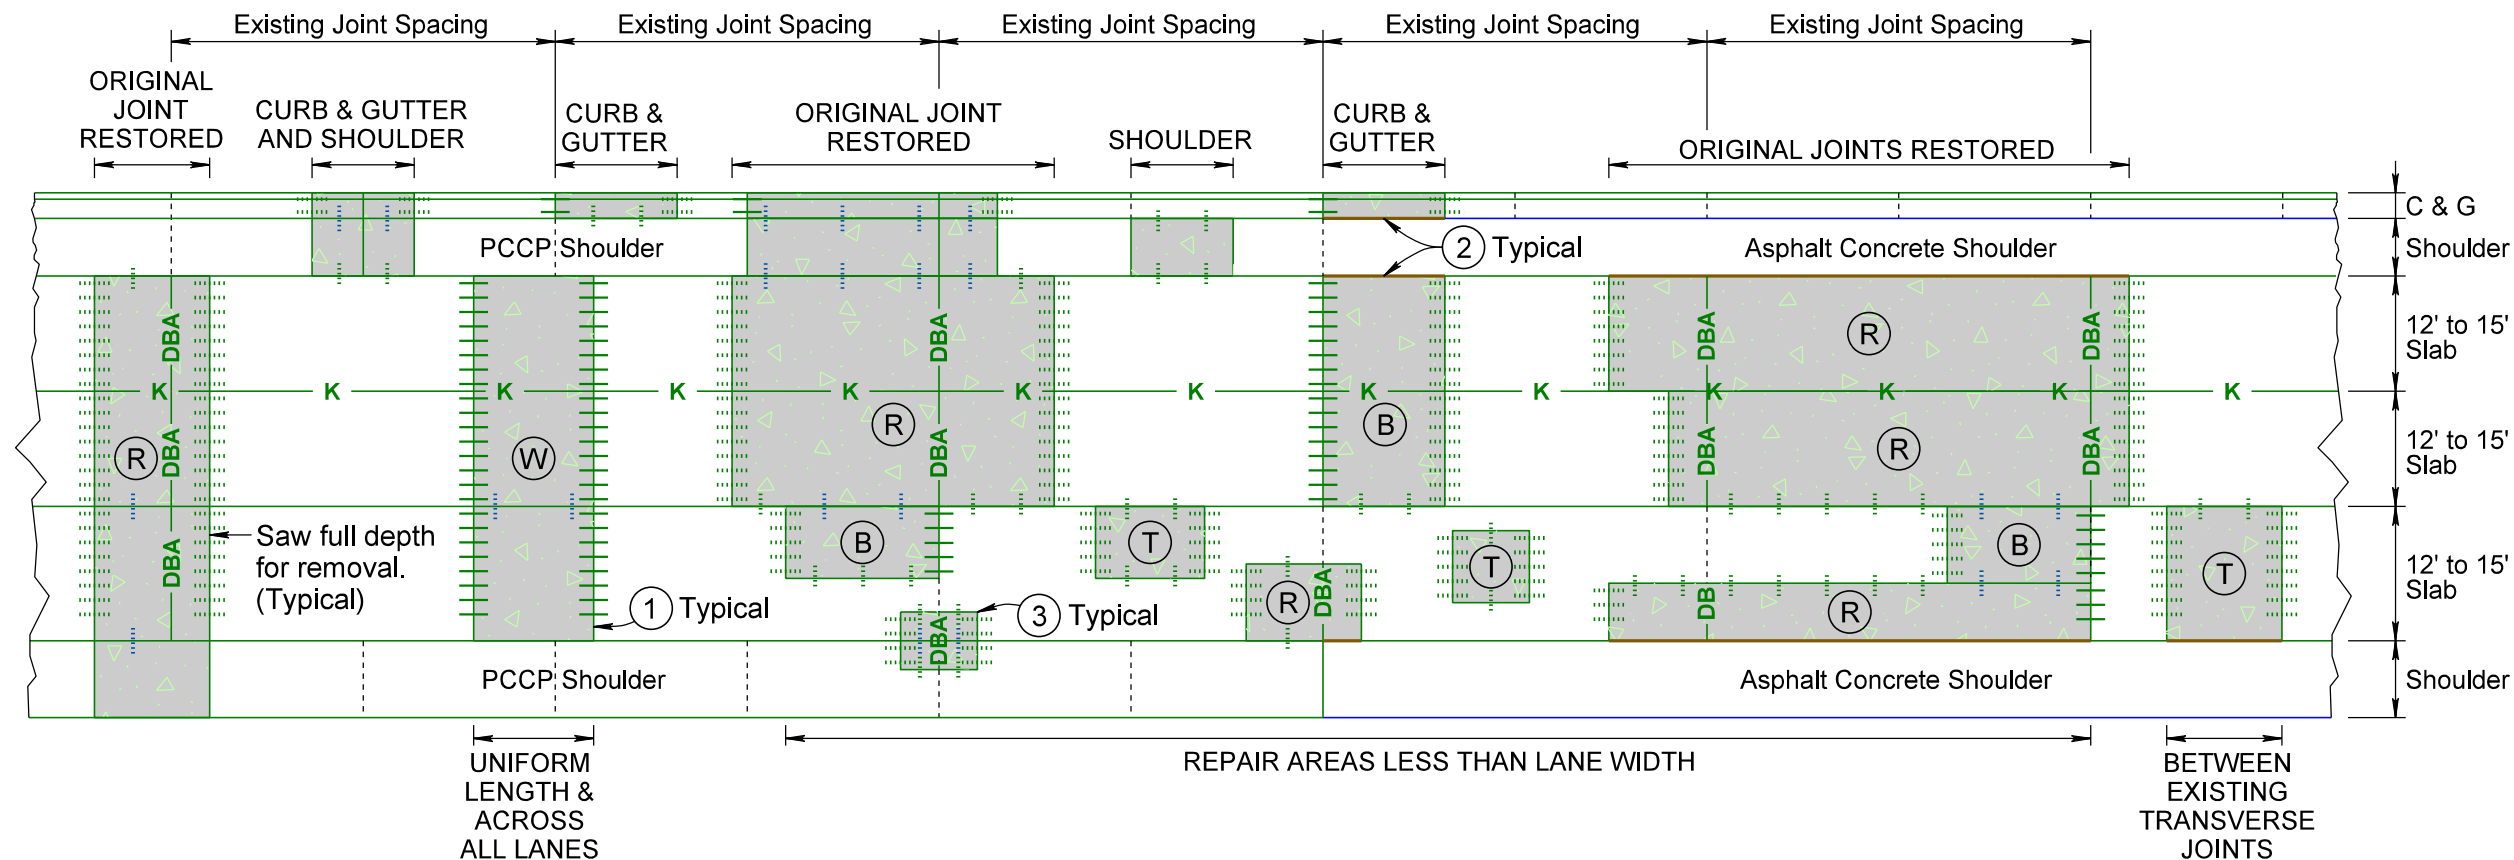 Existing Joint Spacing
Existing Joint Spacing
Existing Joint Spacing
Existing Joint Spacing
Existing Joint Spacing
ORIGINAL
JOINT
RESTORED
CURB & GUTTER
AND SHOULDER
CURB &
GUTTER
ORIGINAL JOINT
RESTORED
SHOULDER
CURB &
GUTTER
ORIGINAL JOINTS RESTORED
C & G
PCCP Shoulder
2 Typical
Asphalt Concrete Shoulder
Shoulder
DBA
DBA
DBA
R
DBA
12' to 15'
Slab
K
K
K
K
K
K
K
K
K
K
K
K
K
R
DBA
W
R
DBA
B
DBA
R
DBA
12' to 15'
Slab
Saw full depth
for removal.
(Typical)
DBA
B
T
T
B
T
12' to 15'
Slab
1 Typical
3 Typical
R
DBA
DB
R
DBA
PCCP Shoulder
Asphalt Concrete Shoulder
Shoulder
UNIFORM
LENGTH &
ACROSS
ALL LANES
REPAIR AREAS LESS THAN LANE WIDTH
BETWEEN
EXISTING
TRANSVERSE
JOINTS